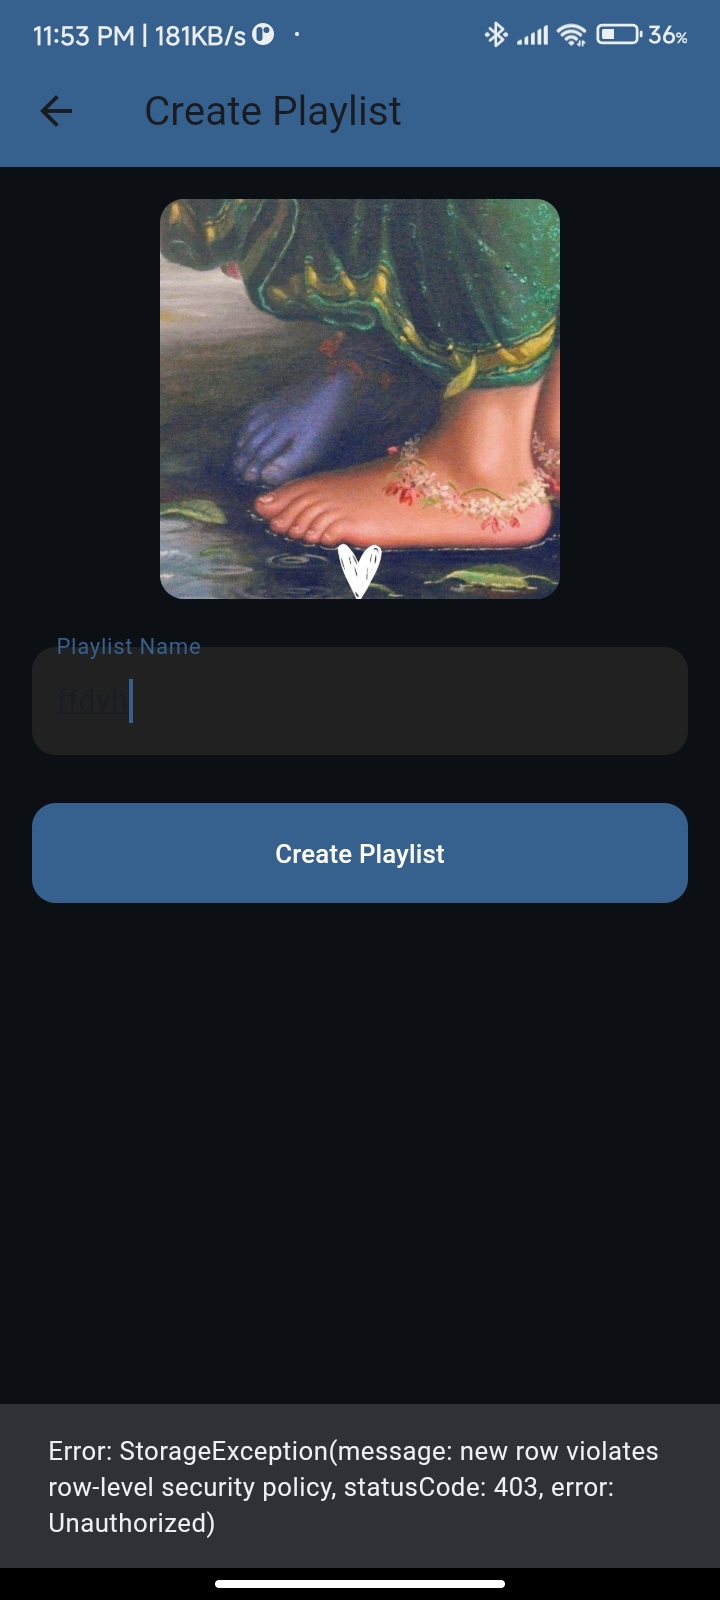 11:53 PM | 181KB/s
36%
Create Playlist
Playlist Name
ffdvh
Create Playlist
Error: StorageException(message: new row violates
row-level security policy, statusCode: 403, error:
Unauthorized)